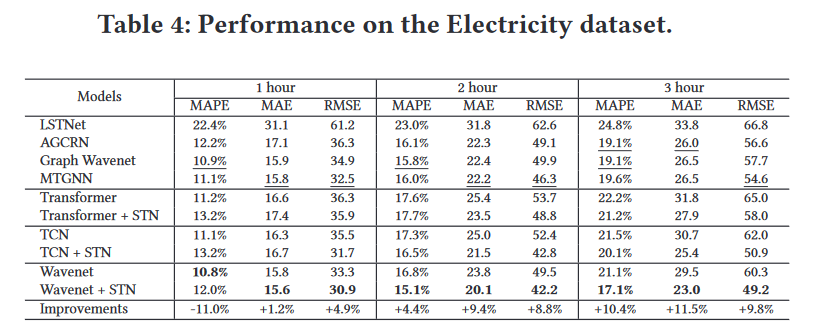 Table 4: Performance on the Electricity dataset.
Models 1 hour 2 hour 3 hour
MAPE MAE RMSE MAPE MAE RMSE MAPE MAE RMSE
LSTNet 22.4% 31.1 61.2 23.0% 31.8 62.6 24.8% 33.8 66.8
AGCRN 12.2% 17.1 36.3 16.1% 22.3 49.1 19.1% 26.0 56.6
Graph Wavenet 10.9% 15.9 34.9 15.8% 22.4 49.9 19.1% 26.5 57.7
MTGNN 11.1% 15.8 32.5 16.0% 22.2 46.3 19.6% 26.5 54.6
Transformer 11.2% 16.6 36.3 17.6% 25.4 53.7 22.2% 31.8 65.0
Transformer + STN 13.2% 17.4 35.9 17.7% 23.5 48.8 21.2% 27.9 58.0
TCN 11.1% 16.3 35.5 17.3% 25.0 52.4 21.5% 30.7 62.0
TCN + STN 13.2% 16.7 31.7 16.5% 21.5 42.8 20.1% 25.4 50.9
Wavenet 10.8% 15.8 33.3 16.8% 23.8 49.5 21.1% 29.5 60.3
Wavenet + STN 12.0% 15.6 30.9 15.1% 20.1 42.2 17.1% 23.0 49.2
Improvements -11.0% +1.2% +4.9% +4.4% +9.4% +8.8% +10.4% +11.5% +9.8%